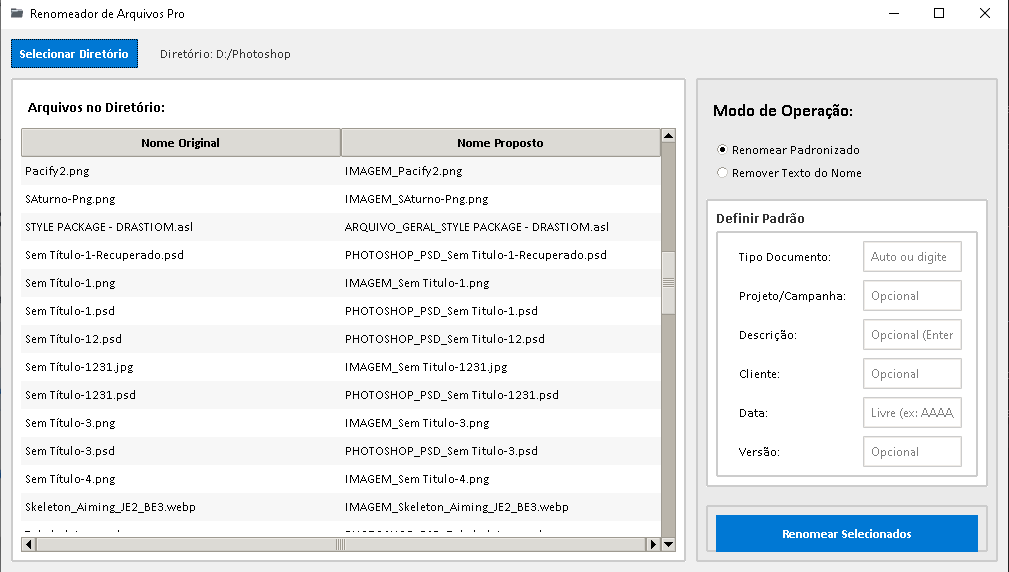 Renomeador de Arquivos Pro
Selecionar Diretório
Diretório: D:/Photoshop
Arquivos no Diretório:
Nome Original Nome Proposto
Pacify2.png IMAGEM_Pacify2.png
SAturno-Png.png IMAGEM_SAturno-Png.png
STYLE PACKAGE - DRASTIOM.asl ARQUIVO_GERAL_STYLE PACKAGE - DRASTIOM.asl
Sem Título-1-Recuperado.psd PHOTOSHOP_PSD_Sem Titulo-1-Recuperado.psd
Sem Título-1.png IMAGEM_Sem Titulo-1.png
Sem Título-1.psd PHOTOSHOP_PSD_Sem Titulo-1.psd
Sem Título-12.psd PHOTOSHOP_PSD_Sem Titulo-12.psd
Sem Título-1231.jpg IMAGEM_Sem Titulo-1231.jpg
Sem Título-1231.psd PHOTOSHOP_PSD_Sem Titulo-1231.psd
Sem Título-3.png IMAGEM_Sem Titulo-3.png
Sem Título-3.psd PHOTOSHOP_PSD_Sem Titulo-3.psd
Sem Título-4.png IMAGEM_Sem Titulo-4.png
Skeleton_Aiming_JE2_BE3.webp IMAGEM_Skeleton_Aiming_JE2_BE3.webp
Modo de Operação:
Renomear Padronizado
Remover Texto do Nome
Definir Padrão
Tipo Documento: Auto ou digite
Projeto/Campanha: Opcional
Descrição: Opcional (Enter
Cliente: Opcional
Data: Livre (ex: AAAA,
Versão: Opcional
Renomear Selecionados